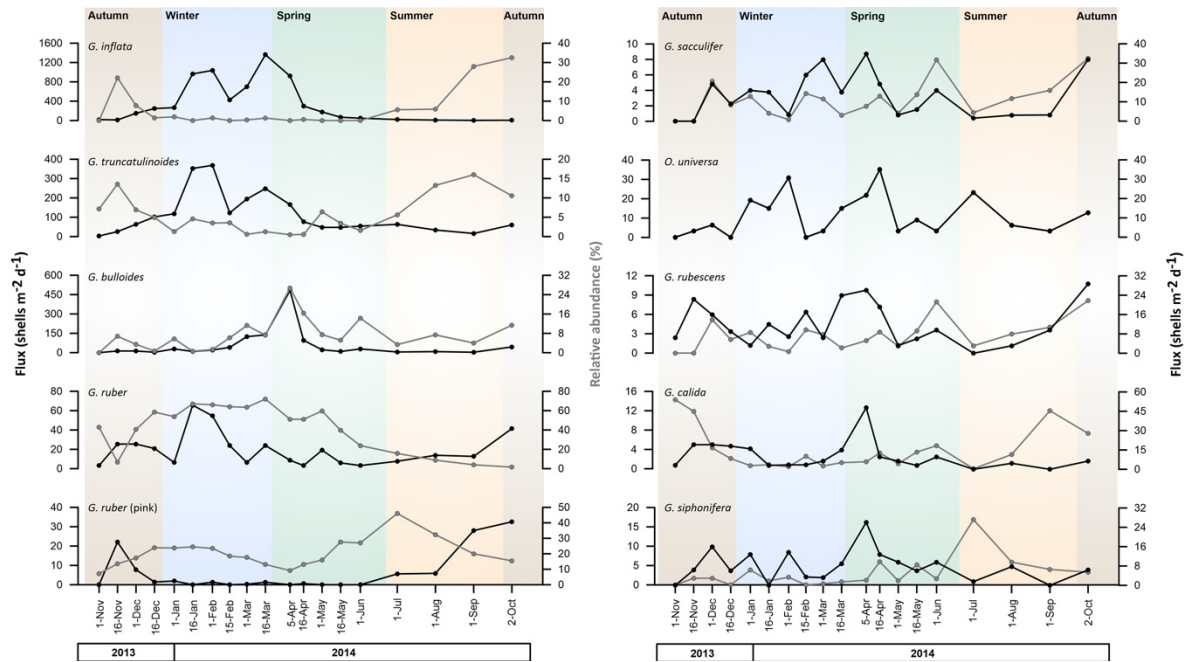 Autumn Winter Spring Summer Autumn
G. inflata
1600 1200 800 400 0
40 30 20 10 0
G. truncatulinoides
400 300 200 100 0
20 15 10 5 0
G. bulloides
600 450 300 150 0
32 24 16 8 0
G. ruber
80 60 40 20 0
80 60 40 20 0
G. ruber (pink)
40 30 20 10 0
50 40 30 20 10 0
Flux (shells m-2 d-1)
Relative abundance (%)
1-Nov 16-Nov 1-Dec 16-Dec 1-Jan 16-Jan 1-Feb 15-Feb 1-Mar 16-Mar 5-Apr 16-Apr 1-May 16-May 1-Jun 1-Jul 1-Aug 1-Sep 2-Oct
2013 2014
Autumn Winter Spring Summer Autumn
G. sacculifer
10 8 6 4 2 0
40 30 20 10 0
O. universa
40 30 20 10 0
40 30 20 10 0
G. rubescens
12 9 6 3 0
32 24 16 8 0
G. calida
16 12 8 4 0
60 45 30 15 0
G. siphonifera
20 15 10 5 0
32 24 16 8 0
Flux (shells m-2 d-1)
1-Nov 16-Nov 1-Dec 16-Dec 1-Jan 16-Jan 1-Feb 15-Feb 1-Mar 16-Mar 5-Apr 16-Apr 1-May 16-May 1-Jun 1-Jul 1-Aug 1-Sep 2-Oct
2013 2014